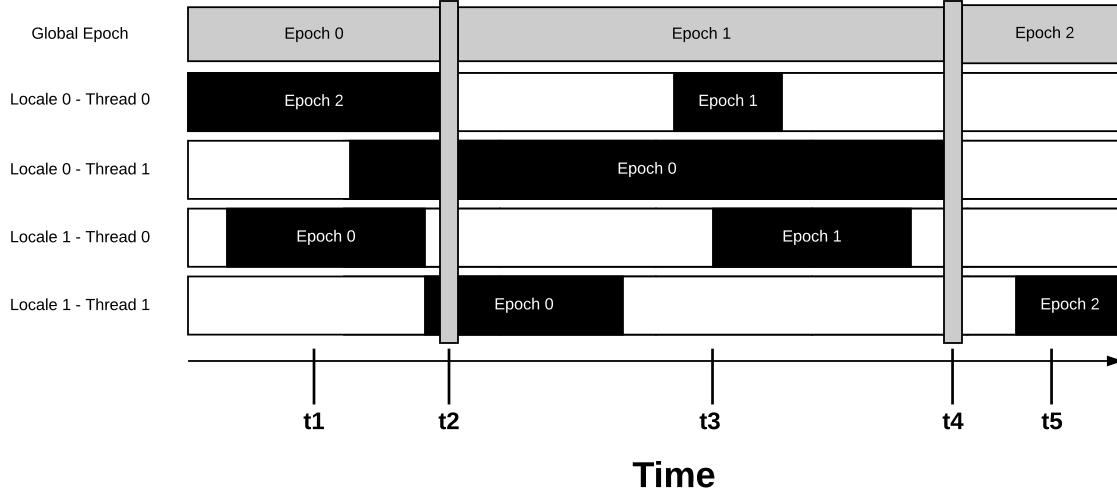 Global Epoch
Epoch 0
Epoch 1
Epoch 2
Locale 0 - Thread 0
Epoch 2
Epoch 1
Locale 0 - Thread 1
Epoch 0
Locale 1 - Thread 0
Epoch 0
Epoch 1
Locale 1 - Thread 1
Epoch 0
Epoch 2
t1
t2
t3
t4
t5
Time